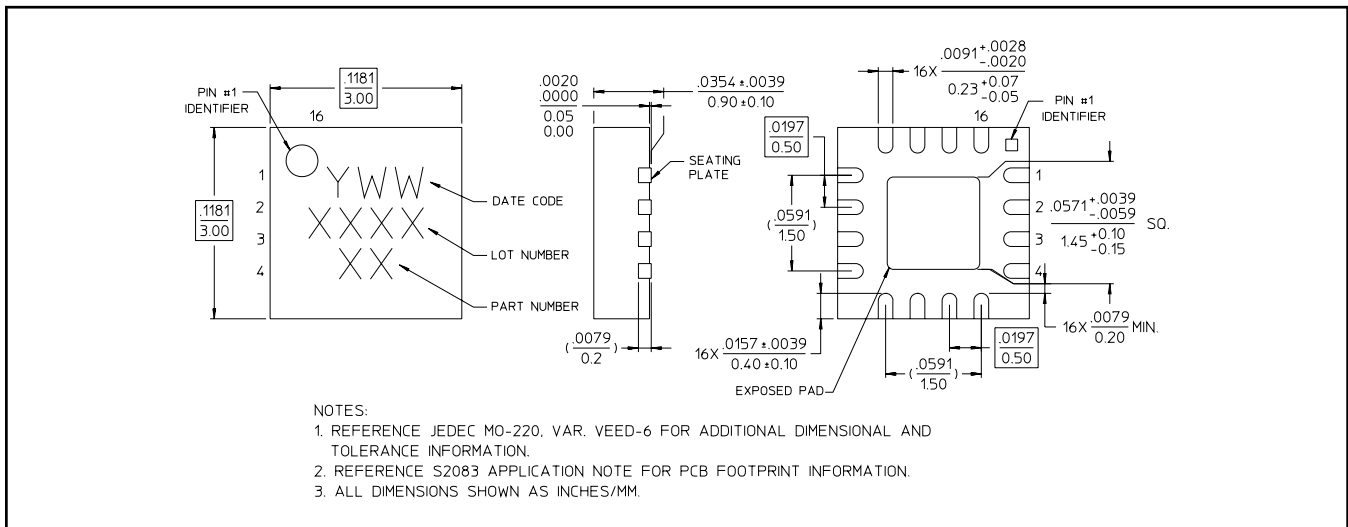 .1181
3.00
PIN #1
IDENTIFIER
16
1
2
3
4
.1181
3.00
YWW
XXXX
XX
DATE CODE
LOT NUMBER
PART NUMBER
.0020
.0000
0.05
0.00
.0354 ±.0039
0.90 ±0.10
SEATING
PLATE
(.0079)
0.2
16X .0091 +.0028
-.0020
0.23 +0.07
-0.05
16
PIN #1
IDENTIFIER
.0197
0.50
(.0591)
1.50
1
2
3
4
.0571 +.0039
-.0059
1.45 +0.10
-0.15
SQ.
16X .0157 ±.0039
0.40 ±0.10
16X .0079 MIN.
0.20
.0197
0.50
(.0591)
1.50
EXPOSED PAD
NOTES:
1. REFERENCE JEDEC MO-220, VAR. VEED-6 FOR ADDITIONAL DIMENSIONAL AND
TOLERANCE INFORMATION.
2. REFERENCE S2083 APPLICATION NOTE FOR PCB FOOTPRINT INFORMATION.
3. ALL DIMENSIONS SHOWN AS INCHES/MM.